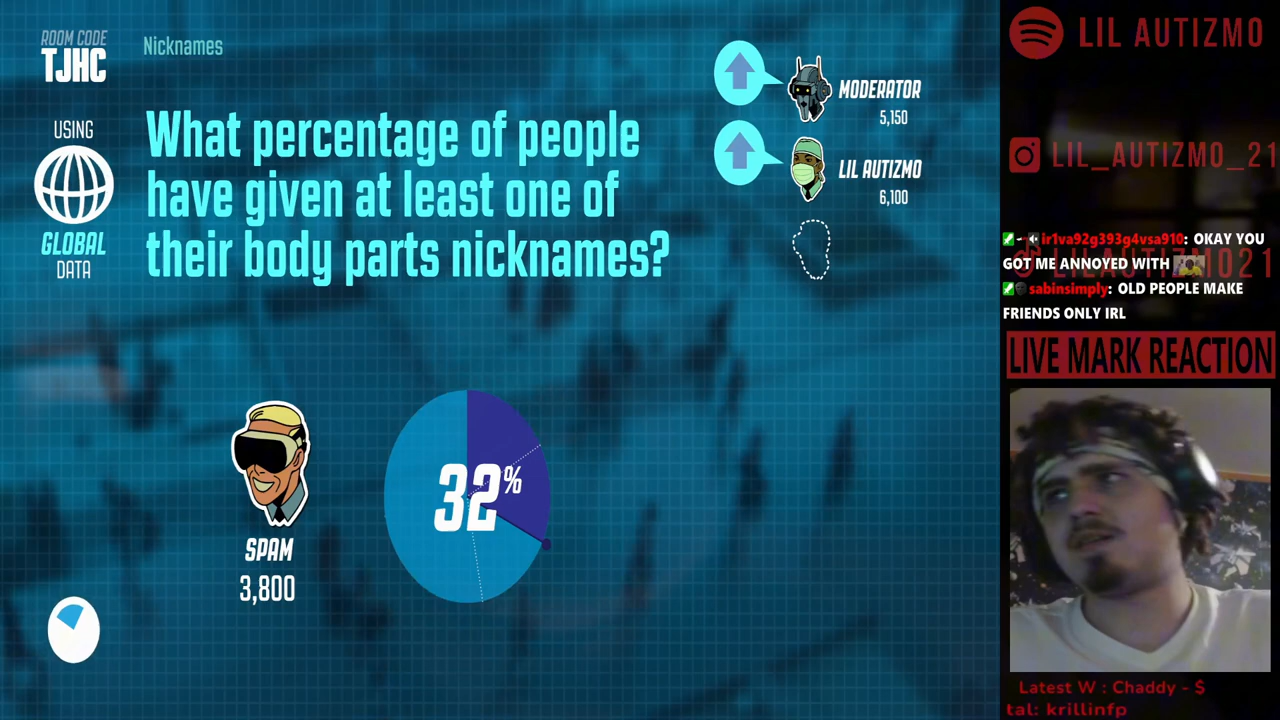 ROOM CODE
TJHC
Nicknames
USING
GLOBAL
DATA
What percentage of people
have given at least one of
their body parts nicknames?
MODERATOR
5,150
LIL AUTIZMO
6,100
32%
SPAM
3,800
LIL AUTIZMO
LIL_AUTIZMO_21
LILAUTIZMO21
ir1va92g393g4vsa910: OKAY YOU
GOT ME ANNOYED WITH
sabinsimply: OLD PEOPLE MAKE
FRIENDS ONLY IRL
LIVE MARK REACTION
Latest W : Chaddy - $
tal: krillinfp